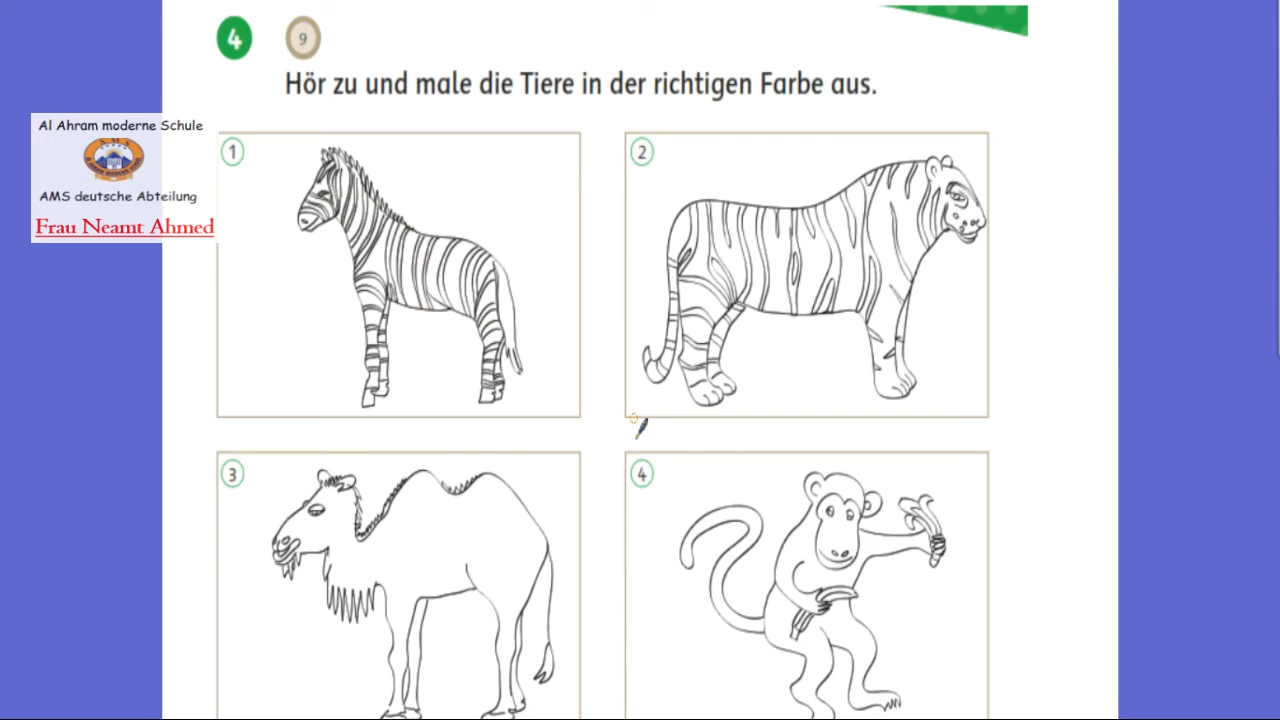 4
9
Hör zu und male die Tiere in der richtigen Farbe aus.
Al Ahram moderne Schule
AMS deutsche Abteilung
Frau Neamt Ahmed
1
2
3
4